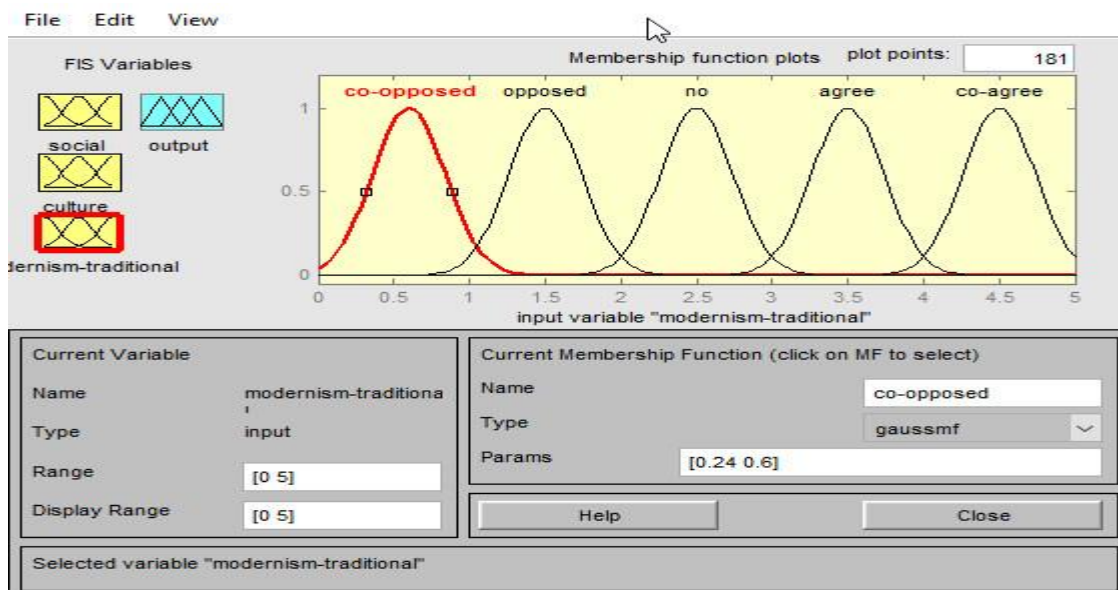 File Edit View
FIS Variables
Membership function plots plot points: 181
co-opposed opposed no agree co-agree
1
0.5
0
0 0.5 1 1.5 2 2.5 3 3.5 4 4.5 5
input variable "modernism-traditional"
social output
culture
dernism-traditional
Current Variable
Name modernism-traditiona
Type input
Range [0 5]
Display Range [0 5]
Current Membership Function (click on MF to select)
Name co-opposed
Type gaussmf
Params [0.24 0.6]
Help Close
Selected variable "modernism-traditional"